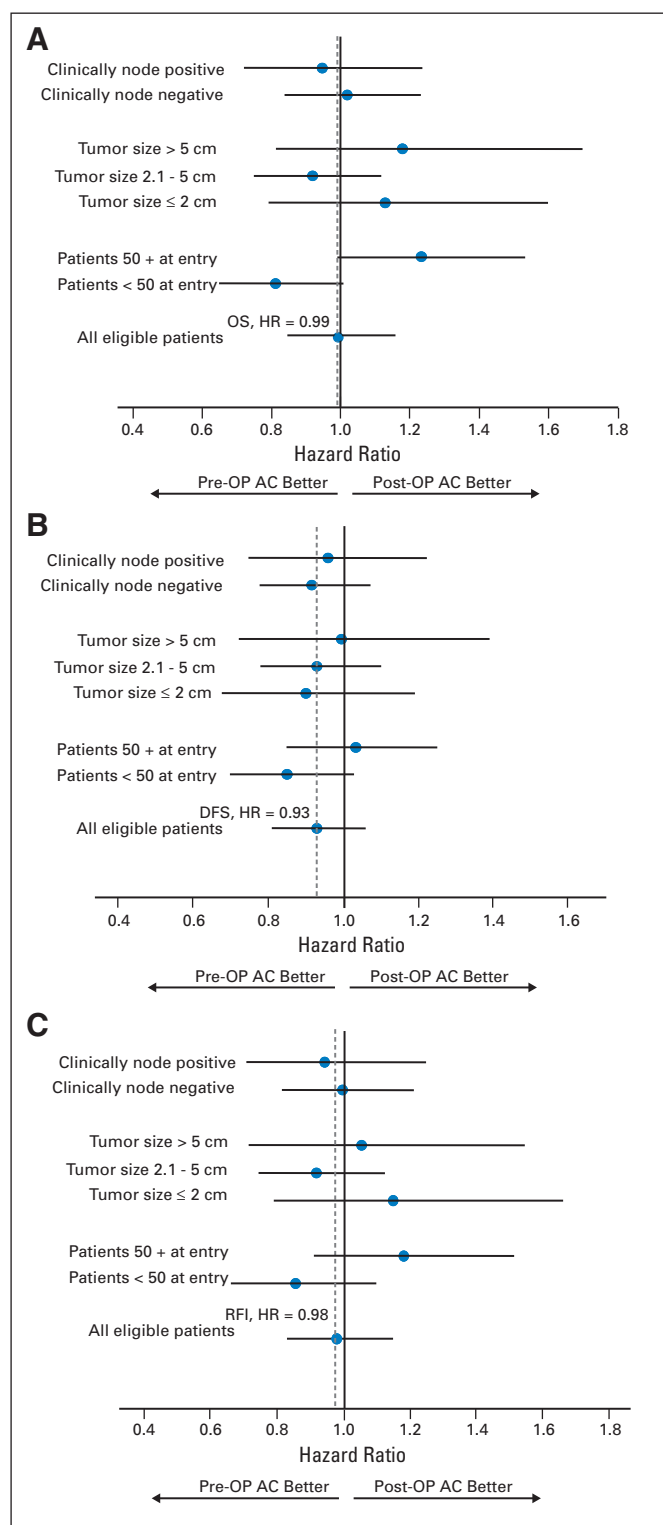 A
Clinically node positive
Clinically node negative
Tumor size > 5 cm
Tumor size 2.1 - 5 cm
Tumor size ≤ 2 cm
Patients 50 + at entry
Patients < 50 at entry
OS, HR = 0.99
All eligible patients
0.4 0.6 0.8 1.0 1.2 1.4 1.6 1.8
Hazard Ratio
Pre-OP AC Better Post-OP AC Better
B
Clinically node positive
Clinically node negative
Tumor size > 5 cm
Tumor size 2.1 - 5 cm
Tumor size ≤ 2 cm
Patients 50 + at entry
Patients < 50 at entry
DFS, HR = 0.93
All eligible patients
0.4 0.6 0.8 1.0 1.2 1.4 1.6
Hazard Ratio
Pre-OP AC Better Post-OP AC Better
C
Clinically node positive
Clinically node negative
Tumor size > 5 cm
Tumor size 2.1 - 5 cm
Tumor size ≤ 2 cm
Patients 50 + at entry
Patients < 50 at entry
RFI, HR = 0.98
All eligible patients
0.4 0.6 0.8 1.0 1.2 1.4 1.6 1.8
Hazard Ratio
Pre-OP AC Better Post-OP AC Better